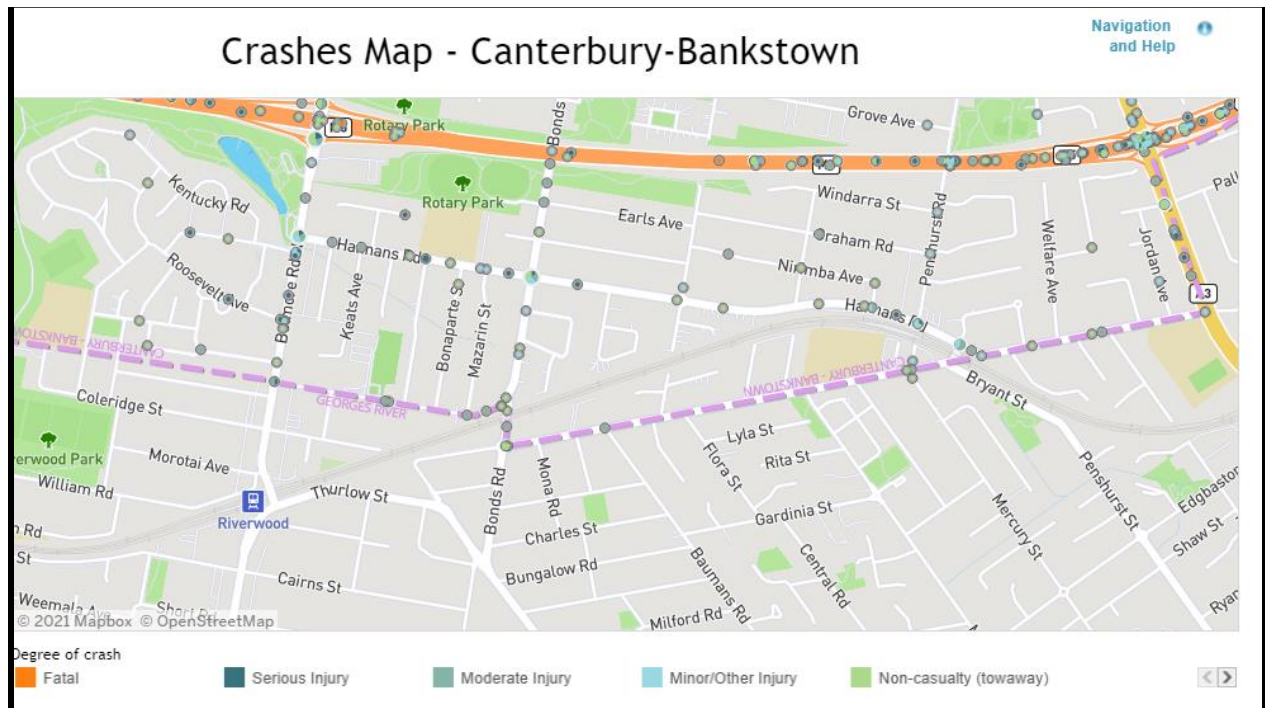 Crashes Map - Canterbury-Bankstown
Navigation
and Help
Rotary Park
Bonds
Grove Ave
Kentucky Rd
Rotary Park
Windarra St
Earls Ave
Graham Rd
Penshurst Rd
Welfare Ave
Jordan Ave
Hannans Rd
Nirimba Ave
Roosevelt Ave
Belmore Rd
Keats Ave
Bonaparte St
Mazarin St
Hannans Rd
A3
CANTERBURY - BANKSTOWN
GEORGES RIVER
CANTERBURY - BANKSTOWN
Coleridge St
Bryant St
Morotai Ave
William Rd
Thurlow St
Riverwood
Bonds Rd
Mona Rd
Lyla St
Rita St
Flora St
Gardinia St
Charles St
Bungalow Rd
Baumans Rd
Central Rd
Mercury St
Penshurst St
Shaw St
Cairns St
Milford Rd
© 2021 Mapbox © OpenStreetMap
Degree of crash
Fatal
Serious Injury
Moderate Injury
Minor/Other Injury
Non-casualty (towaway)